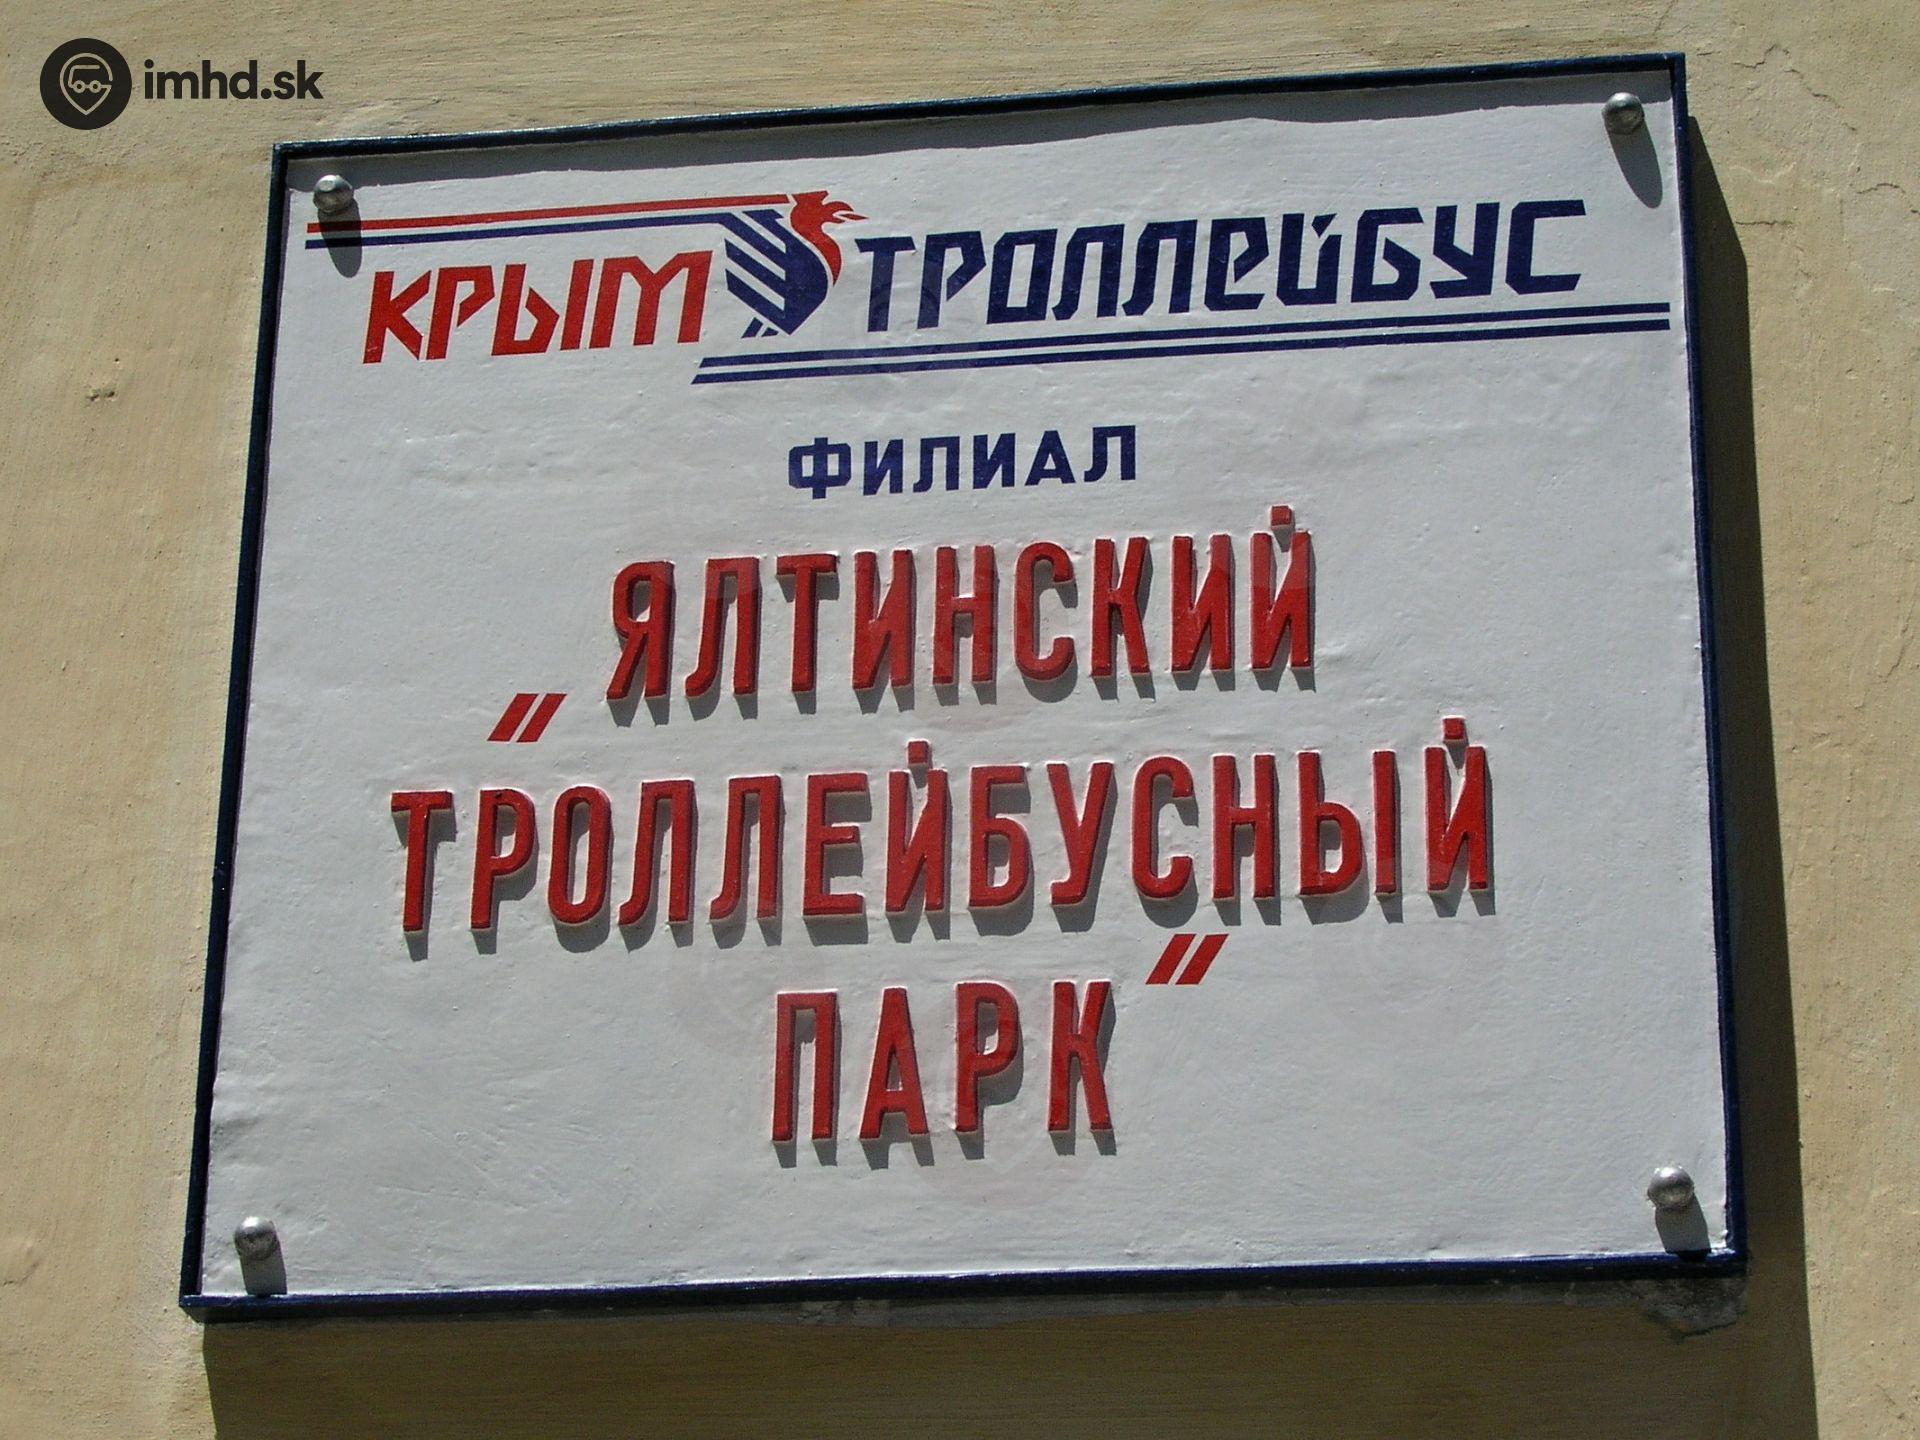 imhd.sk
КРЫМ ТРОЛЛЕЙБУС
ФИЛИАЛ
"ЯЛТИНСКИЙ
ТРОЛЛЕЙБУСНЫЙ
ПАРК"